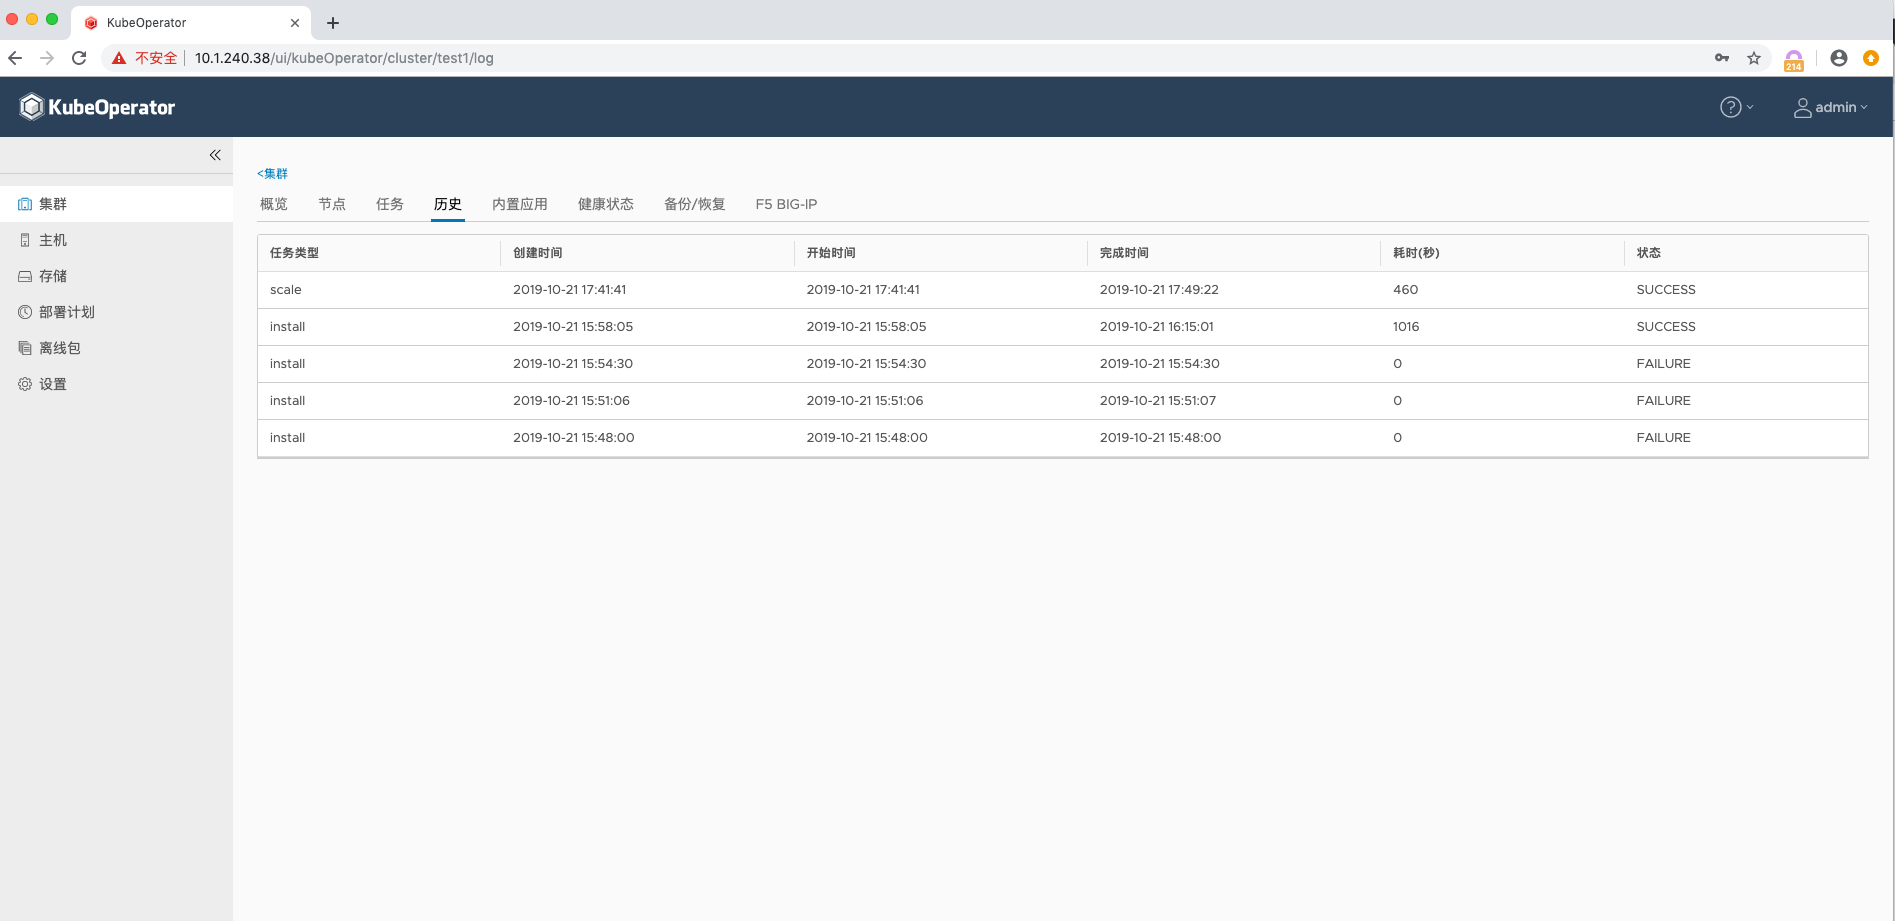 KubeOperator
不安全 10.1.240.38/ui/kubeOperator/cluster/test1/log
214
KubeOperator
? admin
集群
主机
存储
部署计划
离线包
设置
<集群
概览 节点 任务 历史 内置应用 健康状态 备份/恢复 F5 BIG-IP
任务类型 创建时间 开始时间 完成时间 耗时(秒) 状态
scale 2019-10-21 17:41:41 2019-10-21 17:41:41 2019-10-21 17:49:22 460 SUCCESS
install 2019-10-21 15:58:05 2019-10-21 15:58:05 2019-10-21 16:15:01 1016 SUCCESS
install 2019-10-21 15:54:30 2019-10-21 15:54:30 2019-10-21 15:54:30 0 FAILURE
install 2019-10-21 15:51:06 2019-10-21 15:51:06 2019-10-21 15:51:07 0 FAILURE
install 2019-10-21 15:48:00 2019-10-21 15:48:00 2019-10-21 15:48:00 0 FAILURE